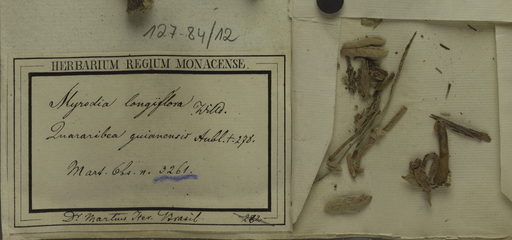 127-84/12
HERBARIUM REGIUM MONACENSE.
Myrodia longiflora Willd.
Quararibea guianensis Aubl. t. 278.
Mart. Obs. n. 3261.
Dr. Martius Iter Brasil